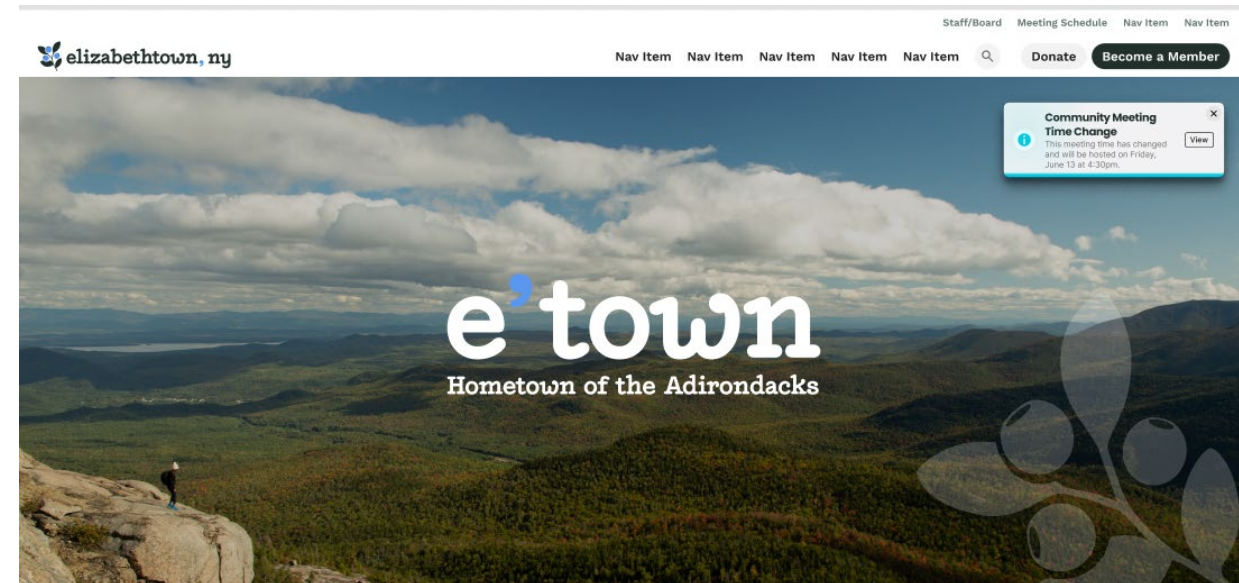 Staff/Board Meeting Schedule Nav Item Nav Item
elizabethtown, ny Nav Item Nav Item Nav Item Nav Item Nav Item Donate Become a Member
Community Meeting
Time Change
This meeting time has changed
and will be hosted on Friday,
June 13 at 4:30pm.
View
e’town
Hometown of the Adirondacks